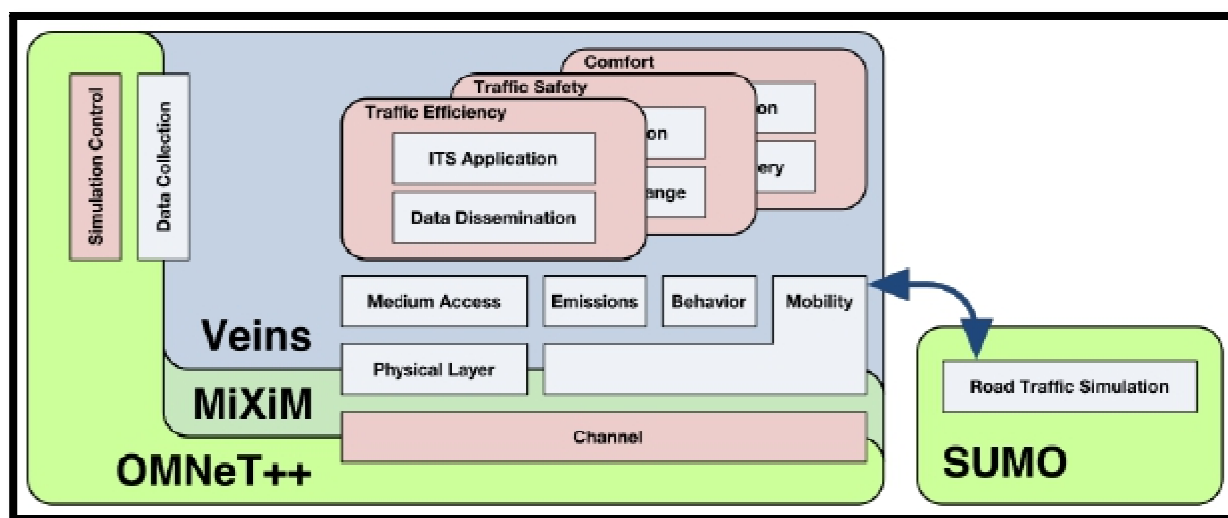 Comfort
Traffic Safety
Traffic Efficiency
ITS Application
Data Dissemination
on
ange
on
ery
Simulation Control
Data Collection
Medium Access
Emissions
Behavior
Mobility
Veins
Physical Layer
MiXiM
Channel
OMNeT++
Road Traffic Simulation
SUMO